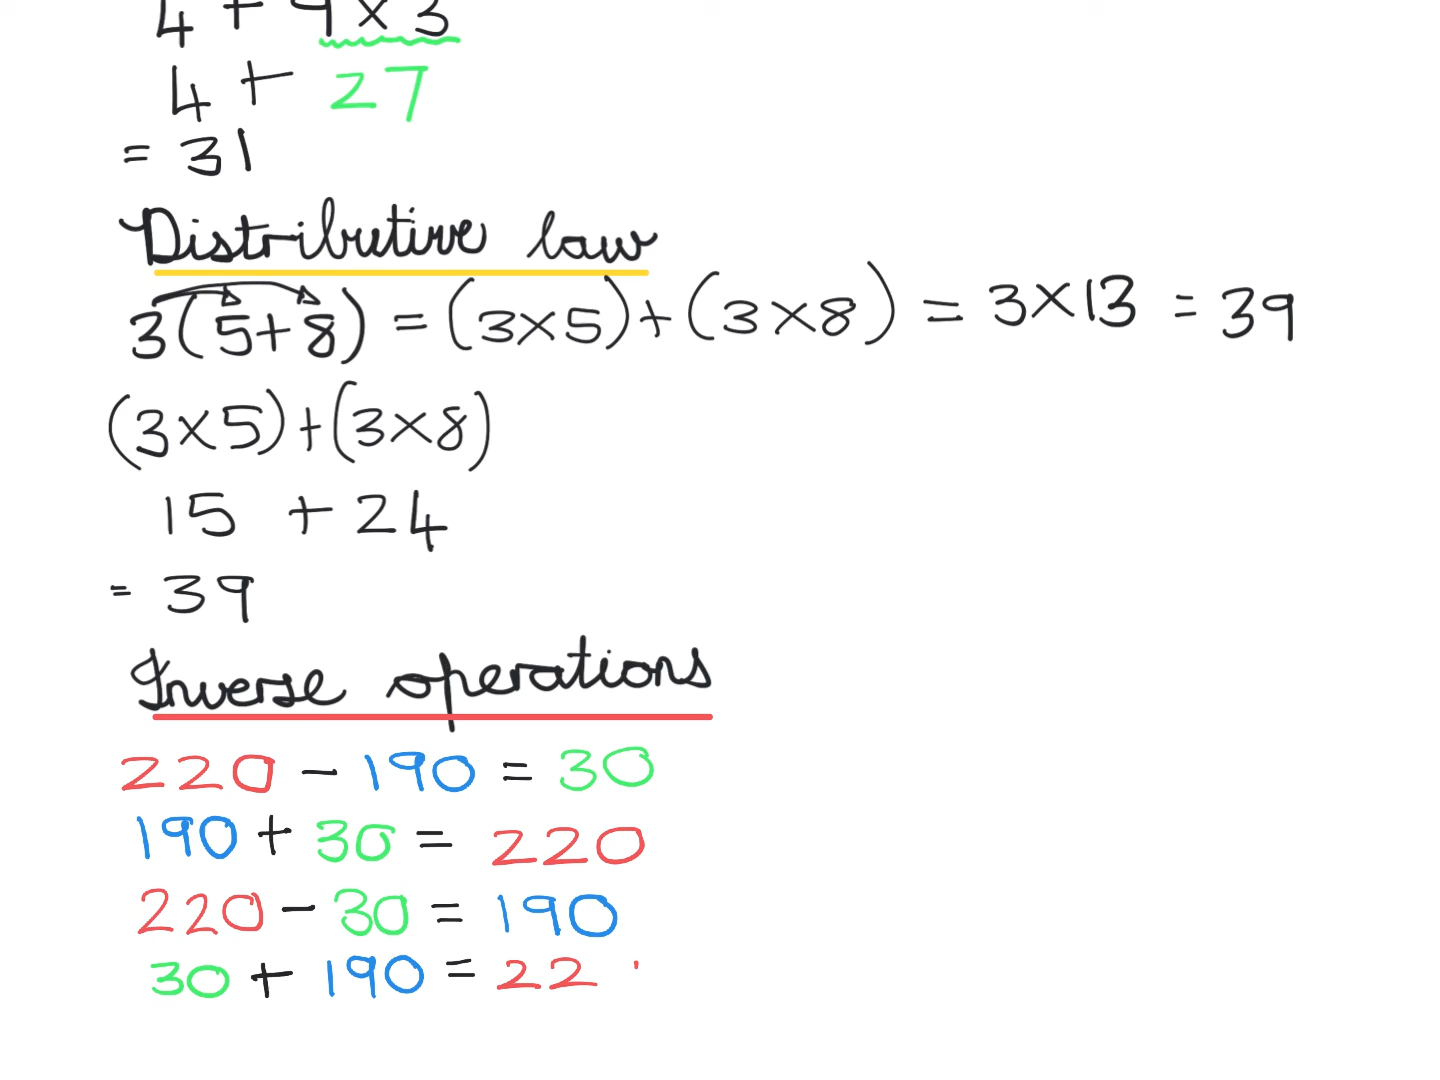 4 + 9 × 3
4 + 27
= 31
Distributive law
3(5+8) = (3×5)+(3×8) = 3×13 = 39
(3×5)+(3×8)
15 + 24
= 39
Inverse operations
220 - 190 = 30
190 + 30 = 220
220 - 30 = 190
30 + 190 = 22